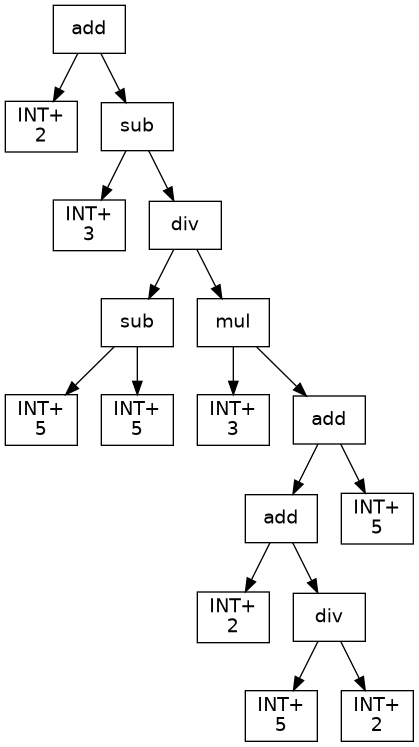 add
INT+
2
sub
INT+
3
div
sub
mul
INT+
5
INT+
5
INT+
3
add
add
INT+
5
INT+
2
div
INT+
5
INT+
2